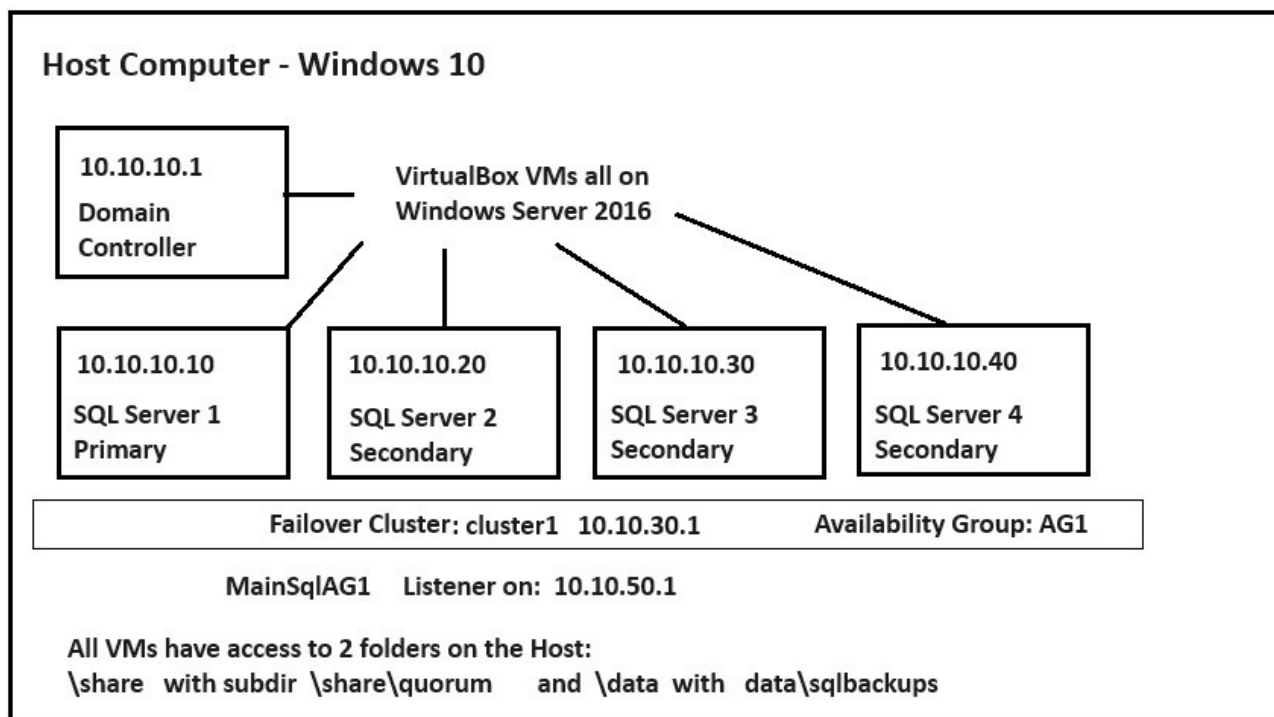 Host Computer - Windows 10
10.10.10.1
Domain
Controller
VirtualBox VMs all on
Windows Server 2016
10.10.10.10
SQL Server 1
Primary
10.10.10.20
SQL Server 2
Secondary
10.10.10.30
SQL Server 3
Secondary
10.10.10.40
SQL Server 4
Secondary
Failover Cluster: cluster1 10.10.30.1 Availability Group: AG1
MainSqlAG1 Listener on: 10.10.50.1
All VMs have access to 2 folders on the Host:
\share with subdir \share\quorum and \data with data\sqlbackups